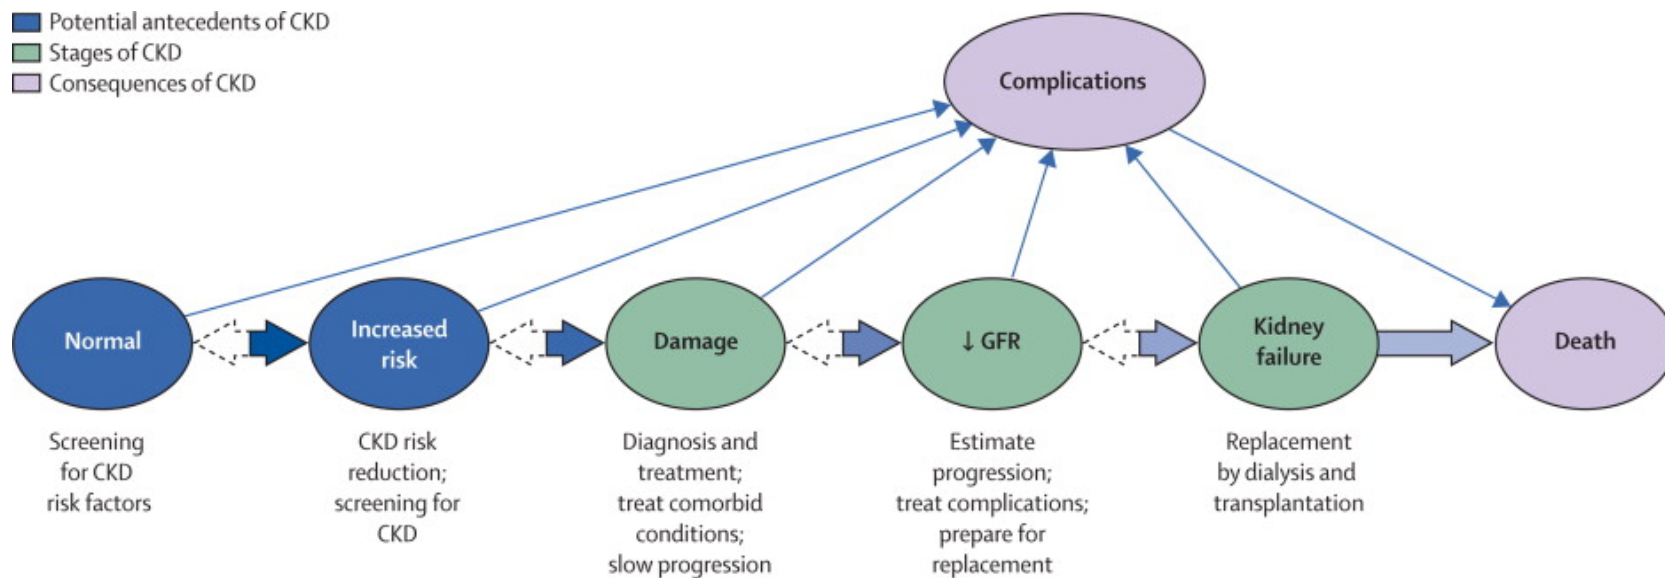 Potential antecedents of CKD
Stages of CKD
Consequences of CKD
Complications
Normal
Increased
risk
Damage
↓ GFR
Kidney
failure
Death
Screening
for CKD
risk factors
CKD risk
reduction;
screening for
CKD
Diagnosis and
treatment;
treat comorbid
conditions;
slow progression
Estimate
progression;
treat complications;
prepare for
replacement
Replacement
by dialysis and
transplantation